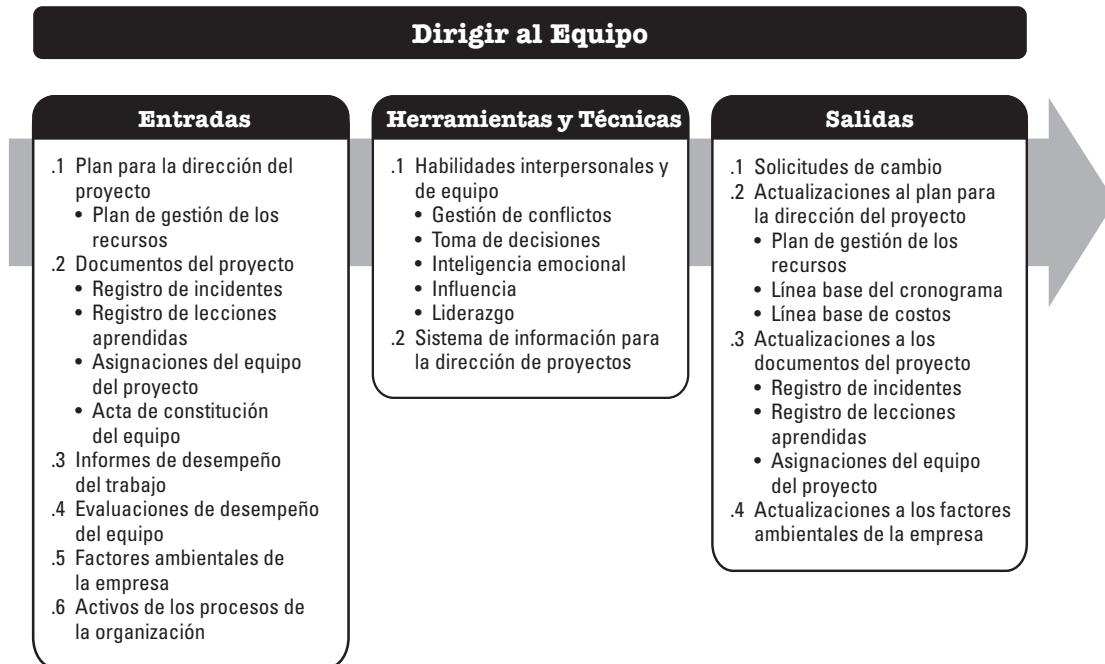 Dirigir al Equipo
Entradas
.1 Plan para la dirección del
proyecto
• Plan de gestión de los
recursos
.2 Documentos del proyecto
• Registro de incidentes
• Registro de lecciones
aprendidas
• Asignaciones del equipo
del proyecto
• Acta de constitución
del equipo
.3 Informes de desempeño
del trabajo
.4 Evaluaciones de desempeño
del equipo
.5 Factores ambientales de
la empresa
.6 Activos de los procesos de
la organización
Herramientas y Técnicas
.1 Habilidades interpersonales y
de equipo
• Gestión de conflictos
• Toma de decisiones
• Inteligencia emocional
• Influencia
• Liderazgo
.2 Sistema de información para
la dirección de proyectos
Salidas
.1 Solicitudes de cambio
.2 Actualizaciones al plan para
la dirección del proyecto
• Plan de gestión de los
recursos
• Línea base del cronograma
• Línea base de costos
.3 Actualizaciones a los
documentos del proyecto
• Registro de incidentes
• Registro de lecciones
aprendidas
• Asignaciones del equipo
del proyecto
.4 Actualizaciones a los factores
ambientales de la empresa